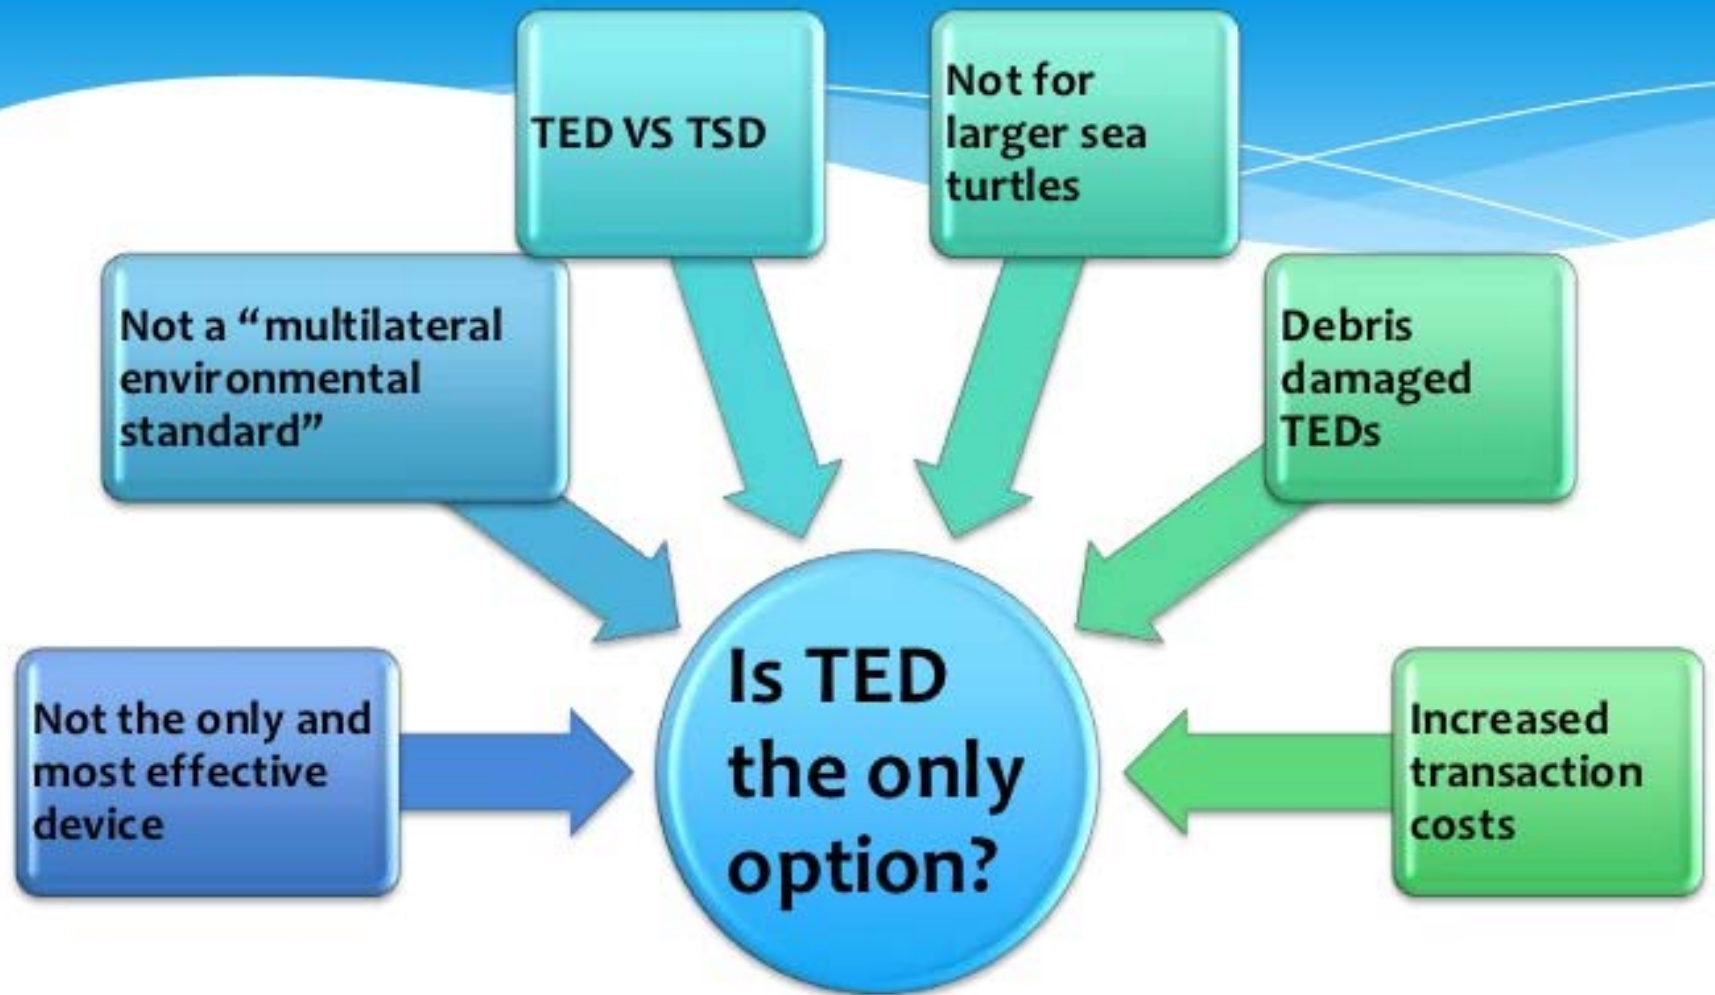 TED VS TSD
Not for
larger sea
turtles
Not a “multilateral
environmental
standard”
Debris
damaged
TEDs
Not the only and
most effective
device
Is TED
the only
option?
Increased
transaction
costs